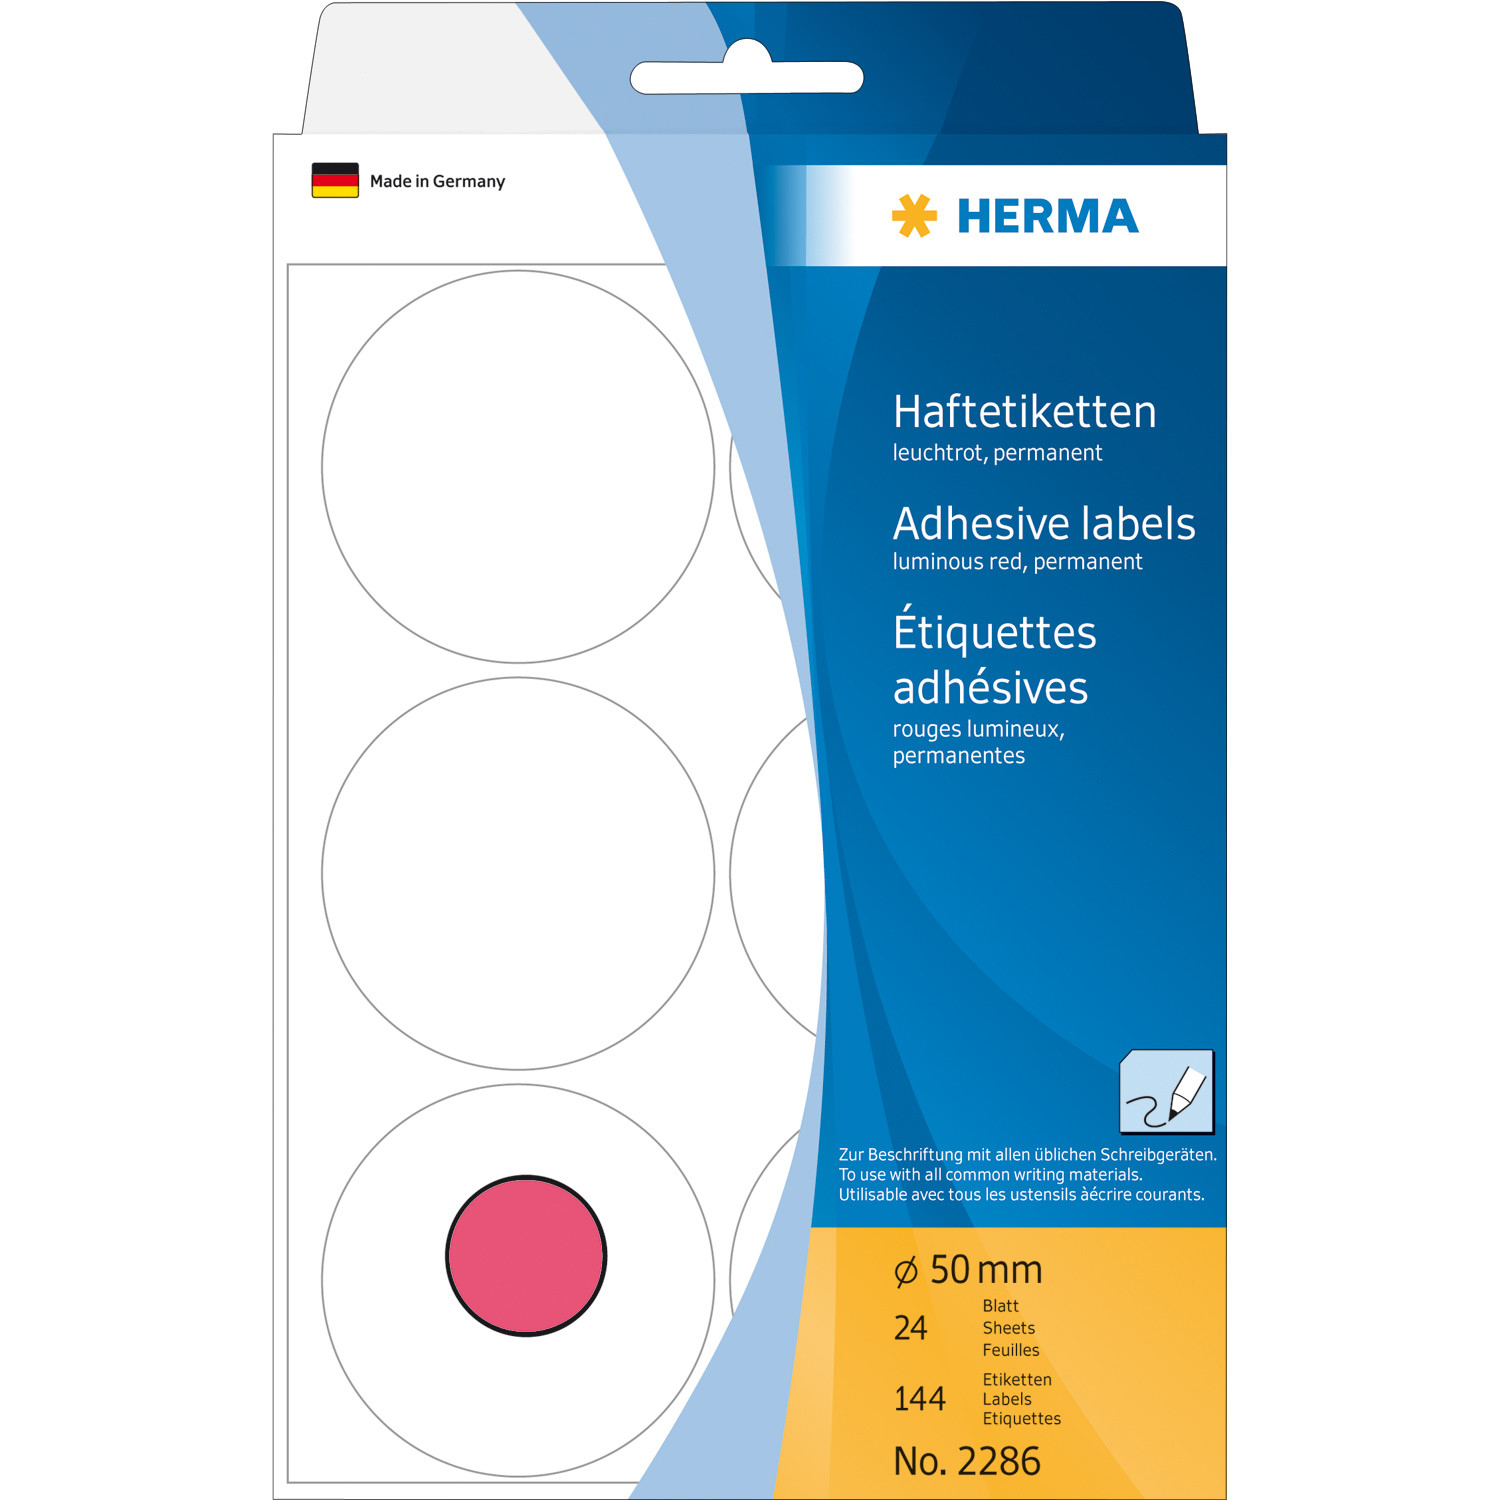 Made in Germany
HERMA
Haftetiketten
leuchtrot, permanent
Adhesive labels
luminous red, permanent
Étiquettes
adhésives
rouges lumineux,
permanentes
Zur Beschriftung mit allen üblichen Schreibgeräten.
To use with all common writing materials.
Utilisable avec tous les ustensils àécrire courants.
⌀ 50 mm
24
Blatt
Sheets
Feuilles
144
Etiketten
Labels
Etiquettes
No. 2286